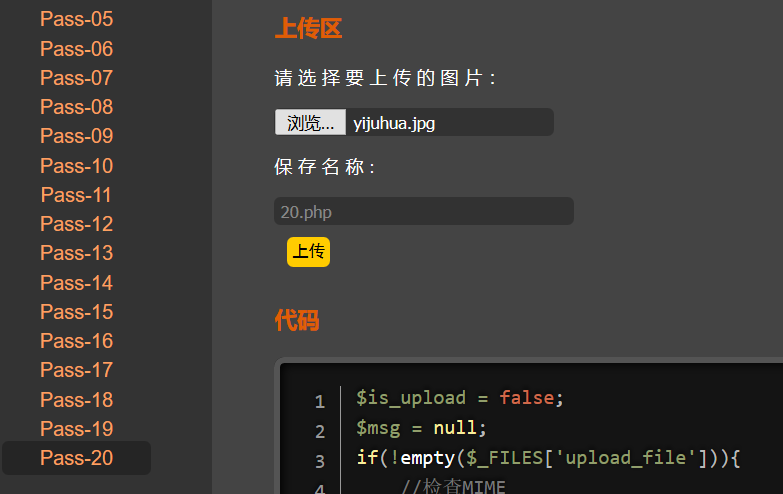 Pass-05
Pass-06
Pass-07
Pass-08
Pass-09
Pass-10
Pass-11
Pass-12
Pass-13
Pass-14
Pass-15
Pass-16
Pass-17
Pass-18
Pass-19
Pass-20
上传区
请选择要上传的图片:
浏览... yijuhua.jpg
保存名称:
20.php
上传
代码
1 $is_upload = false;
2 $msg = null;
3 if(!empty($_FILES['upload_file'])){
4 //检查MIME